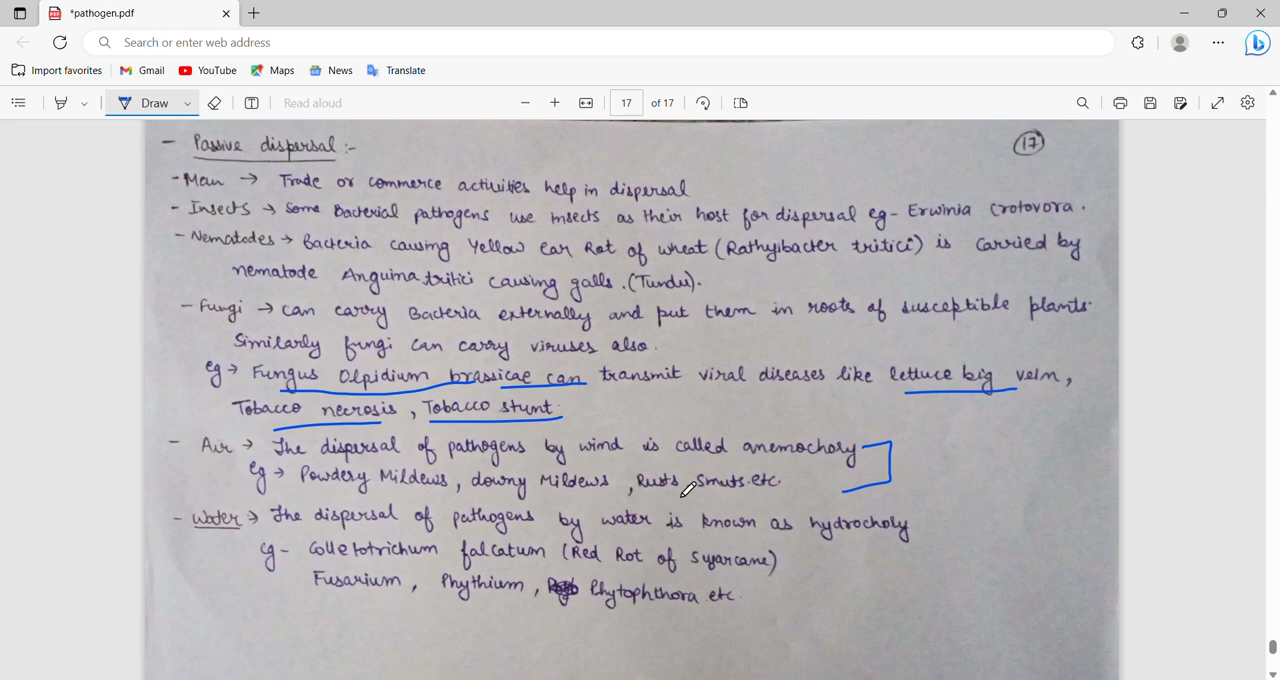 *pathogen.pdf
Search or enter web address
Import favorites Gmail YouTube Maps News Translate
Draw Read aloud 17 of 17
- Passive dispersal :- 17
- Man → Trade or commerce activities help in dispersal
- Insects → Some Bacterial pathogens use insects as their host for dispersal eg - Erwinia Crotovora.
- Nematodes → Bacteria causing Yellow Ear Rot of wheat (Rathyibacter tritici) is carried by
nematode Anguina tritici causing galls. (Tundu).
- Fungi → can carry Bacteria externally and put them in roots of susceptible plants.
Similarly fungi can carry viruses also.
eg → Fungus Olpidium brassicae can transmit viral diseases like lettuce big vein,
Tobacco necrosis, Tobacco stunt.
- Air → The dispersal of pathogens by wind is called anemochory
eg → Powdery Mildews, downy Mildews, Rusts, Smuts.etc.
- Water → The dispersal of pathogens by water is known as hydrochory
eg - Colletotrichum falcatum (Red Rot of Sugarcane)
Fusarium, Phythium, Phytophthora etc.